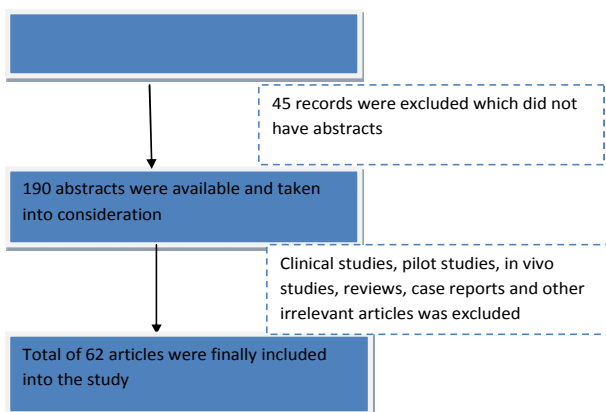 45 records were excluded which did not
have abstracts
190 abstracts were available and taken
into consideration
Clinical studies, pilot studies, in vivo
studies, reviews, case reports and other
irrelevant articles was excluded
Total of 62 articles were finally included
into the study